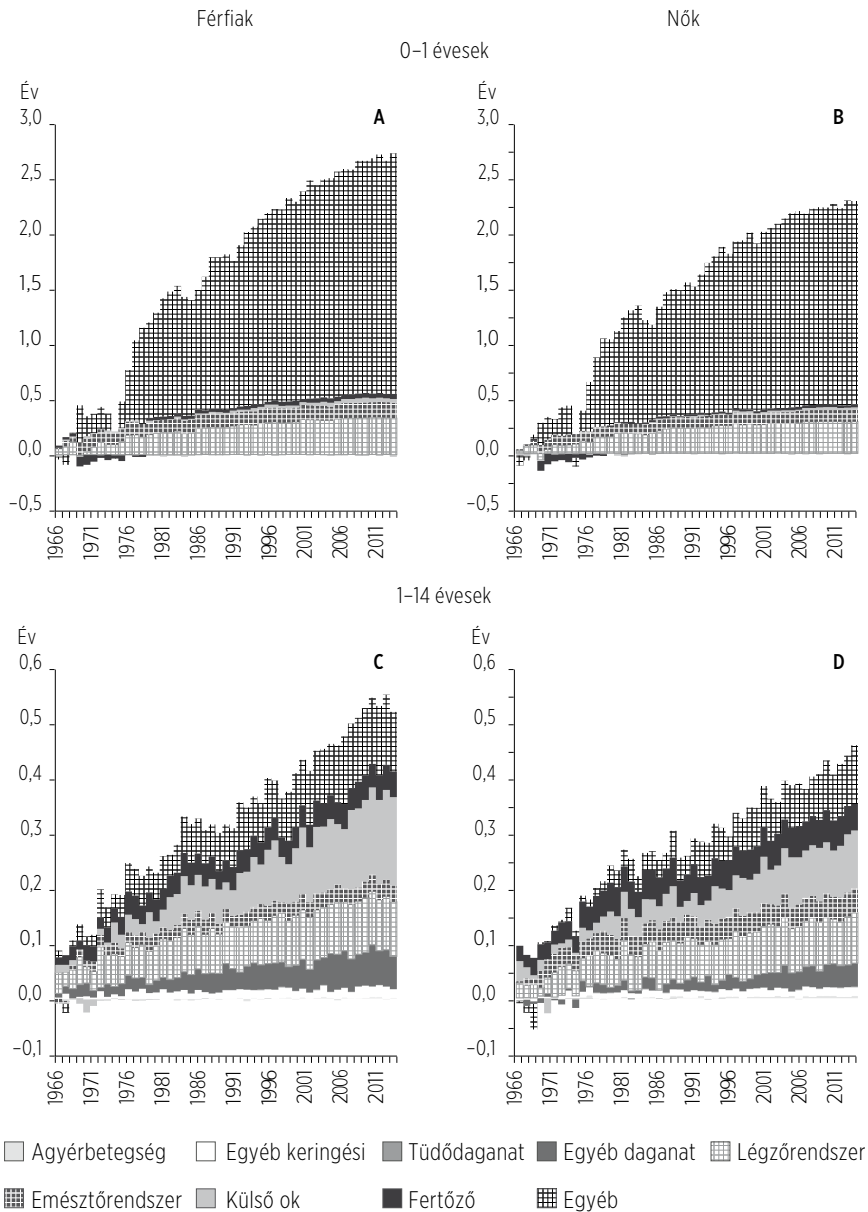 Férfiak Nők
0–1 évesek
Év Év
3,0 A 3,0 B
2,5 2,5
2,0 2,0
1,5 1,5
1,0 1,0
0,5 0,5
0,0 0,0
–0,5 –0,5
1966 1971 1976 1981 1986 1991 1996 2001 2006 2011 1966 1971 1976 1981 1986 1991 1996 2001 2006 2011
1–14 évesek
Év Év
0,6 C 0,6 D
0,5 0,5
0,4 0,4
0,3 0,3
0,2 0,2
0,1 0,1
0,0 0,0
–0,1 –0,1
1966 1971 1976 1981 1986 1991 1996 2001 2006 2011 1966 1971 1976 1981 1986 1991 1996 2001 2006 2011
Agyérbetegség Egyéb keringési Tüdődaganat Egyéb daganat Légzőrendszer
Emésztőrendszer Külső ok Fertőző Egyéb